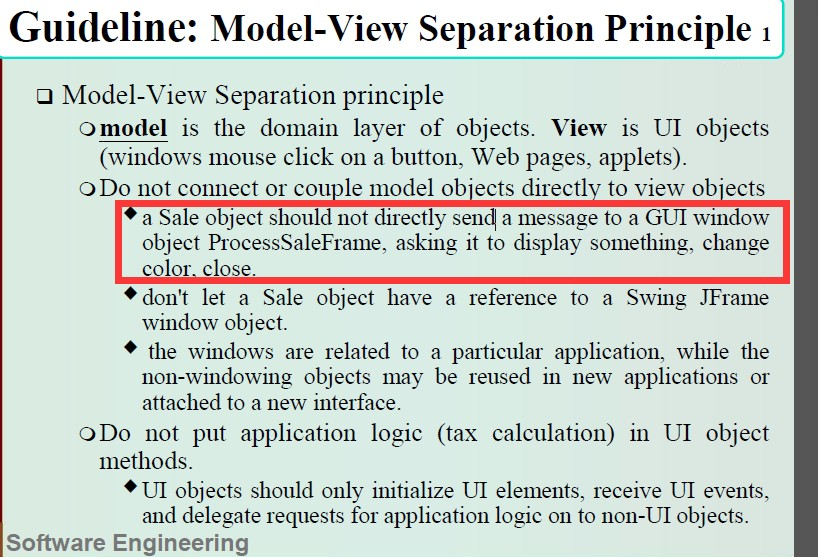 Guideline: Model-View Separation Principle 1
❑ Model-View Separation principle
○ model is the domain layer of objects. View is UI objects
(windows mouse click on a button, Web pages, applets).
○ Do not connect or couple model objects directly to view objects
◆ a Sale object should not directly send a message to a GUI window
object ProcessSaleFrame, asking it to display something, change
color, close.
◆ don't let a Sale object have a reference to a Swing JFrame
window object.
◆ the windows are related to a particular application, while the
non-windowing objects may be reused in new applications or
attached to a new interface.
○ Do not put application logic (tax calculation) in UI object
methods.
◆ UI objects should only initialize UI elements, receive UI events,
and delegate requests for application logic on to non-UI objects.
Software Engineering